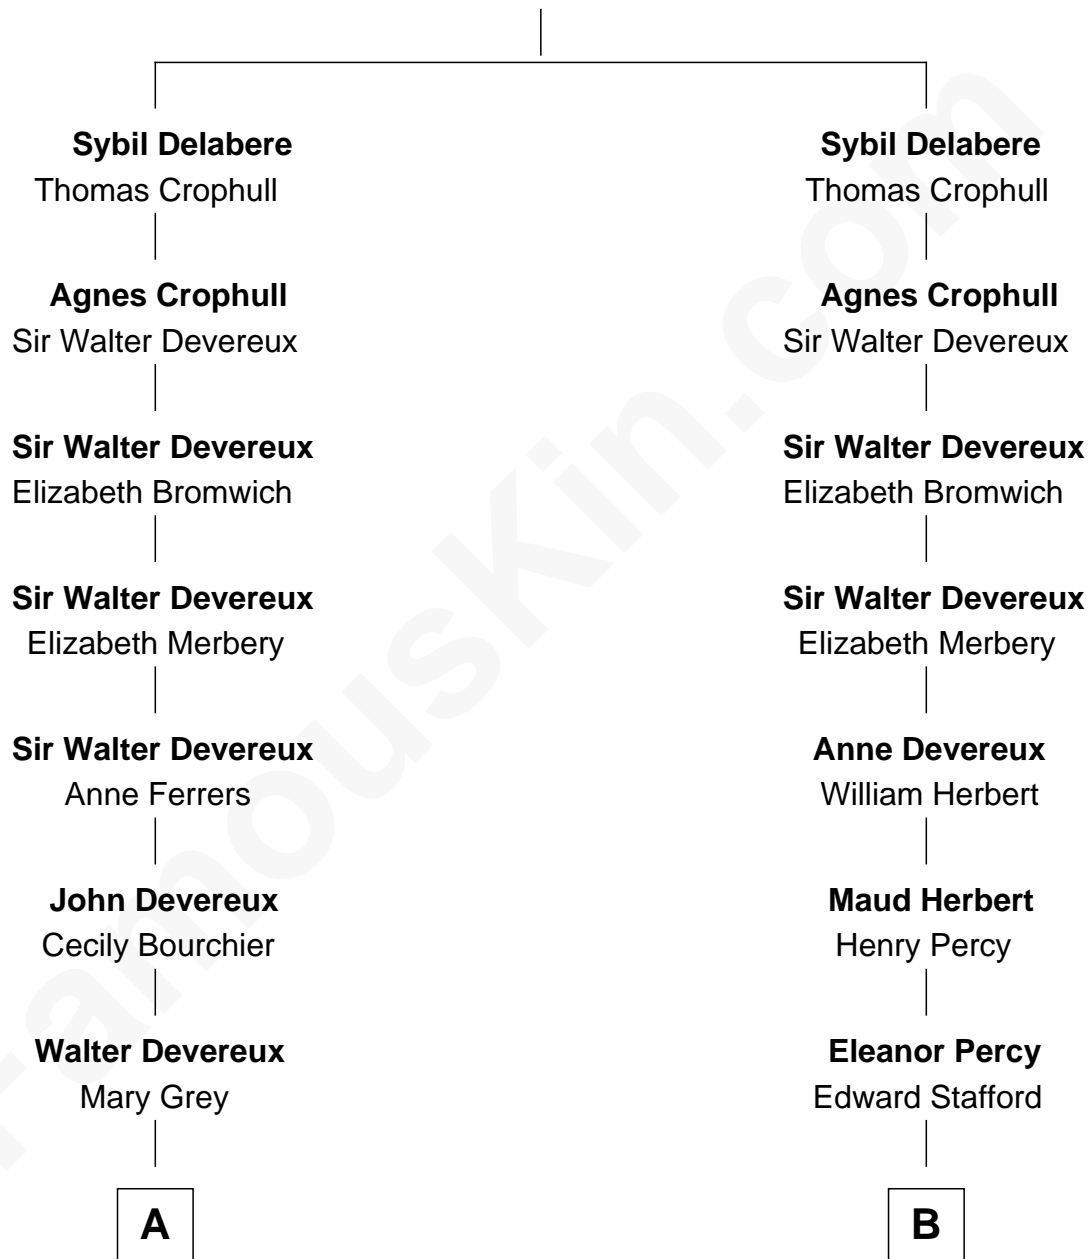 Sybil Delabere
Thomas Crophull
Agnes Crophull
Sir Walter Devereux
Sir Walter Devereux
Elizabeth Bromwich
Sir Walter Devereux
Elizabeth Merbery
Sir Walter Devereux
Anne Ferrers
John Devereux
Cecily Bourchier
Walter Devereux
Mary Grey
A
Sybil Delabere
Thomas Crophull
Agnes Crophull
Sir Walter Devereux
Sir Walter Devereux
Elizabeth Bromwich
Sir Walter Devereux
Elizabeth Merbery
Anne Devereux
William Herbert
Maud Herbert
Henry Percy
Eleanor Percy
Edward Stafford
B
FamousKin.com